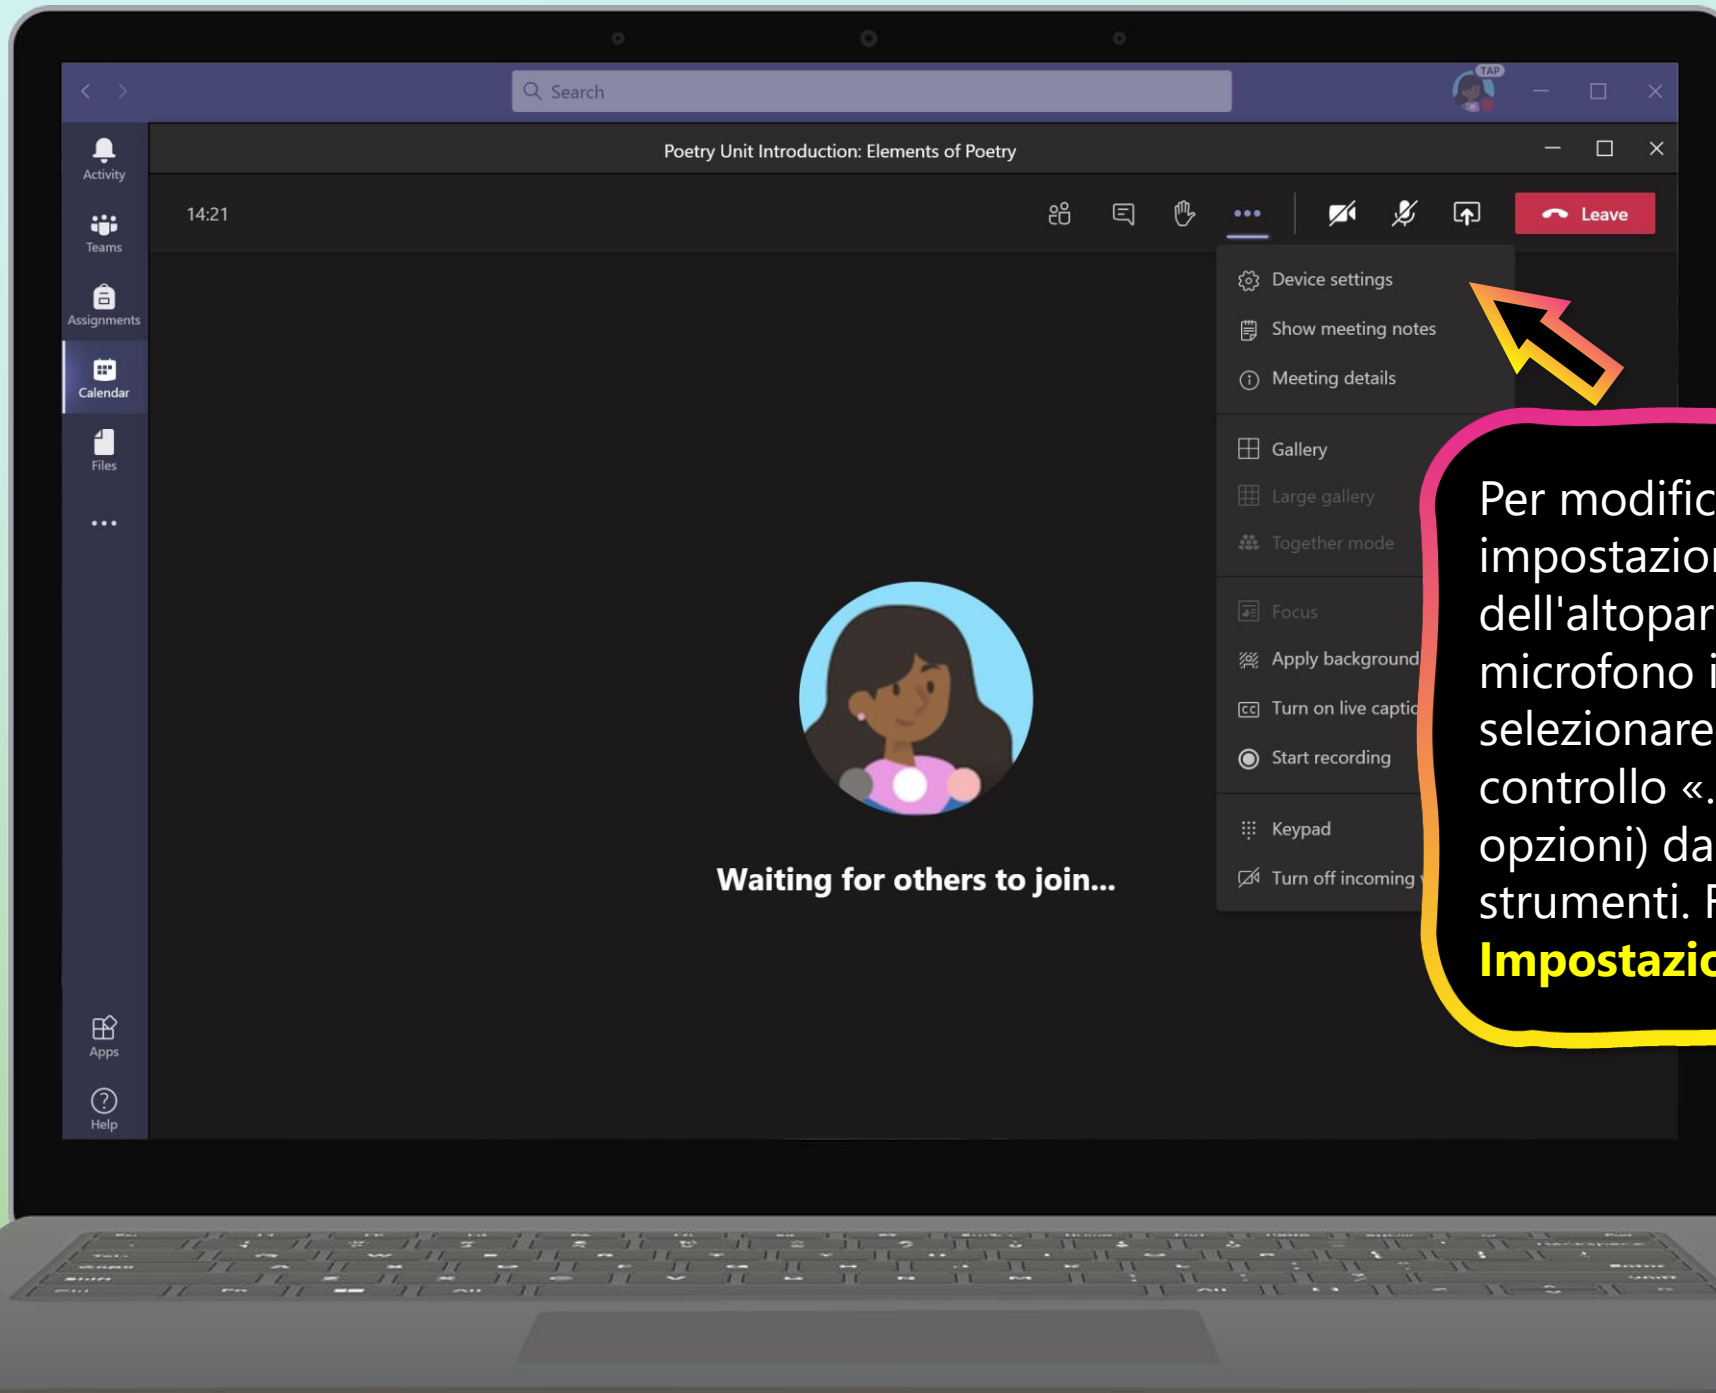 Search
TAP
Activity
Teams
Assignments
Calendar
Files
Apps
Help
Poetry Unit Introduction: Elements of Poetry
14:21
Leave
Device settings
Show meeting notes
Meeting details
Gallery
Large gallery
Together mode
Focus
Apply background
Turn on live captio
Start recording
Keypad
Turn off incoming
Waiting for others to join...
Per modific
impostazion
dell'altopar
microfono i
selezionare
controllo «.
opzioni) da
strumenti.
Impostazio